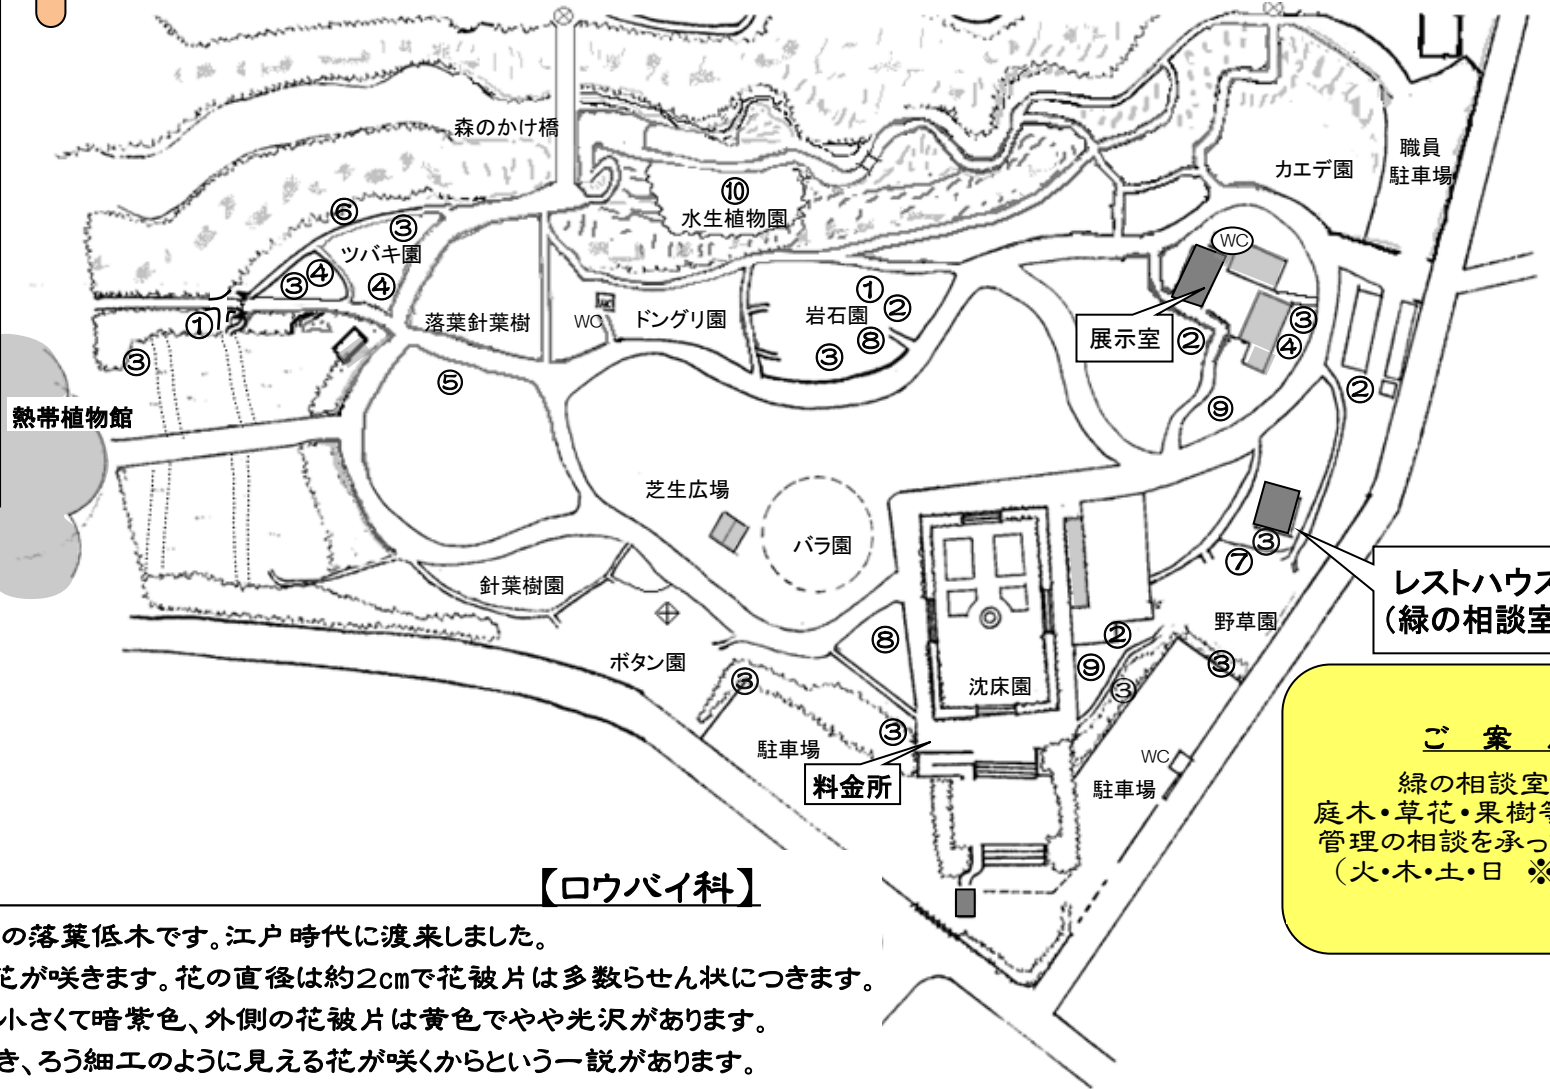 森のかけ橋
職員
駐車場
カエデ園
⑩
水生植物園
⑥
③
ツバキ園
③
④
④
WC
①
③
落葉針葉樹
WC
ドングリ園
①
②
岩石園
⑧
③
展示室
②
③
④
②
⑤
⑨
熱帯植物館
芝生広場
バラ園
③
⑦
針葉樹園
レストハウス
(緑の相談室
野草園
⑧
②
⑨
③
③
ボタン園
③
沈床園
③
駐車場
料金所
WC
駐車場
ご 案
緑の相談室
庭木・草花・果樹等
管理の相談を承っ
(火・木・土・日 ※
【ロウバイ科】
の落葉低木です。江戸時代に渡来しました。
花が咲きます。花の直径は約2cmで花被片は多数らせん状につきます。
小さくて暗紫色、外側の花被片は黄色でやや光沢があります。
き、ろう細工のように見える花が咲くからという一説があります。